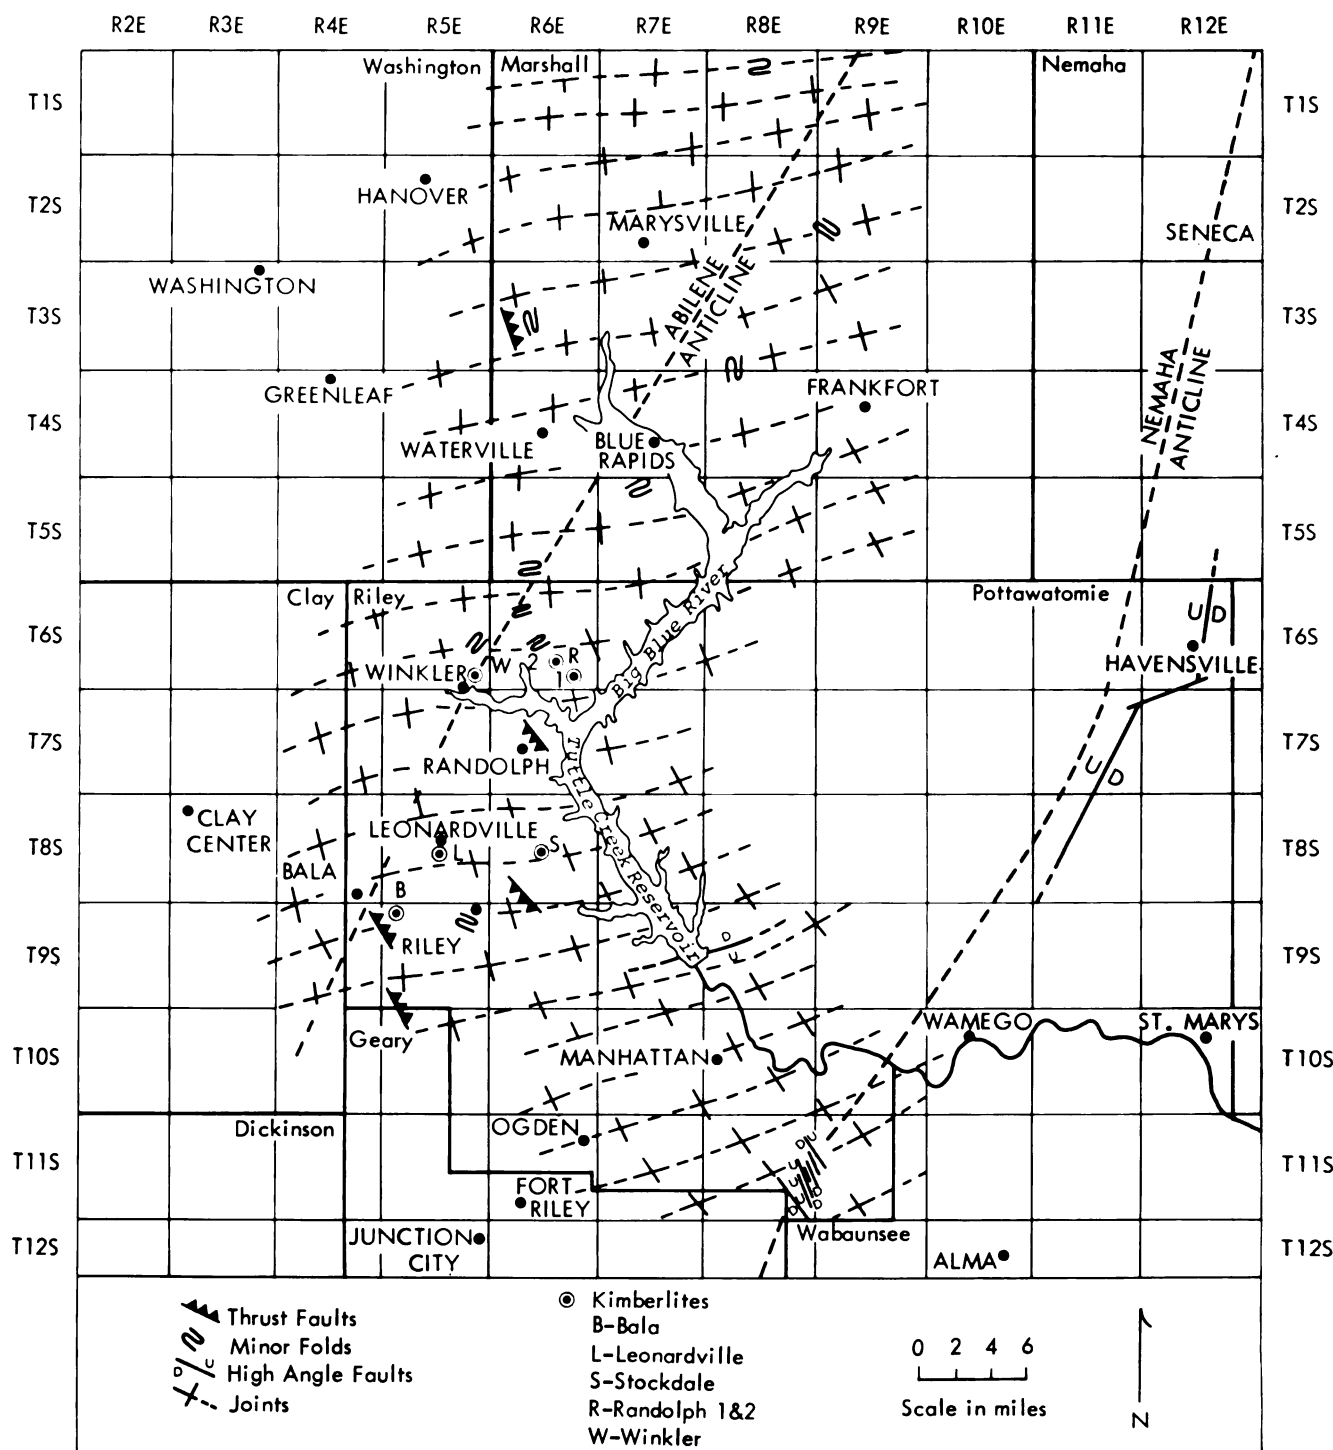 R2E R3E R4E R5E R6E R7E R8E R9E R10E R11E R12E
Washington Marshall Nemaha
T1S T1S
HANOVER
T2S T2S
MARYSVILLE
SENECA
WASHINGTON
ABILENE
ANTICLINE
T3S T3S
NEMAHA
ANTICLINE
GREENLEAF
FRANKFORT
T4S T4S
WATERVILLE
BLUE
RAPIDS
T5S T5S
Big Blue River
Clay Riley Pottawatomie
U D
T6S T6S
WINKLER W 2 R
1
HAVENSVILLE
T7S T7S
RANDOLPH
U D
Tuttle Creek Reservoir
CLAY
CENTER
LEONARDVILLE
T8S T8S
L S
BALA
B
RILEY
D
U
T9S T9S
WAMEGO ST. MARYS
Geary
MANHATTAN
T10S T10S
Dickinson
OGDEN
D U
U
T11S T11S
U D
U D
D
FORT
RILEY
JUNCTION
CITY
Wabaunsee
T12S T12S
ALMA
Thrust Faults
Minor Folds
D U High Angle Faults
Joints
Kimberlites
B-Bala
L-Leonardville
S-Stockdale
R-Randolph 1&2
W-Winkler
0 2 4 6
Scale in miles
N